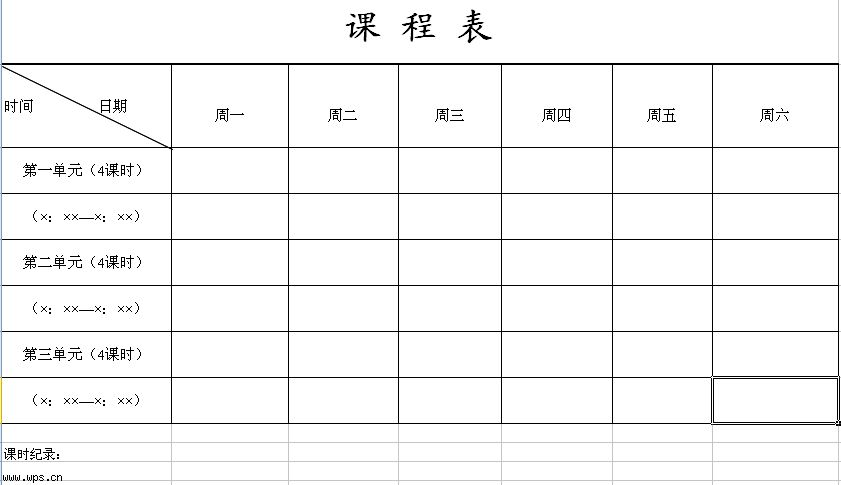 课程表
时间 日期 周一 周二 周三 周四 周五 周六
第一单元（4课时）
（×：××—×：××）
第二单元（4课时）
（×：××—×：××）
第三单元（4课时）
（×：××—×：××）
课时纪录：
www.wps.cn